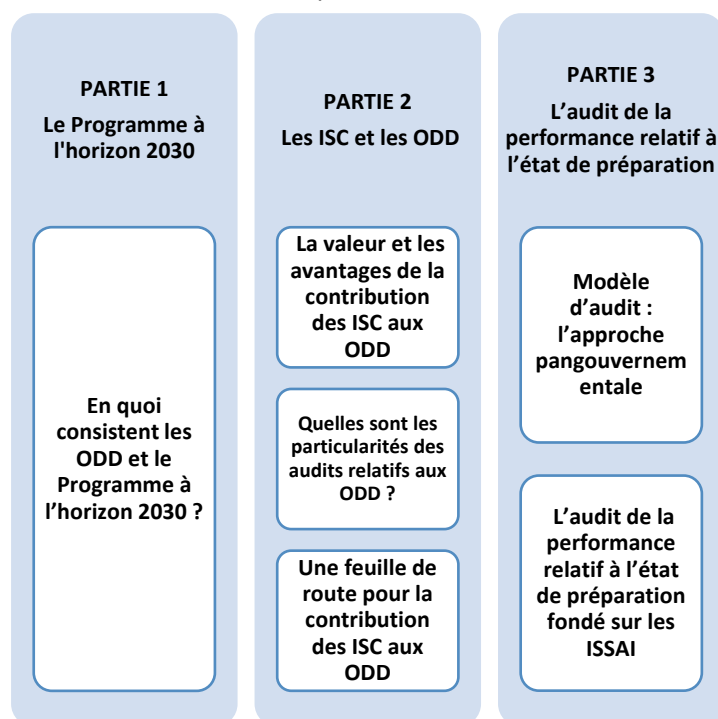 PARTIE 1
Le Programme à
l'horizon 2030
En quoi
consistent les
ODD et le
Programme à
l’horizon 2030 ?
PARTIE 2
Les ISC et les ODD
La valeur et les
avantages de la
contribution
des ISC aux
ODD
Quelles sont les
particularités des
audits relatifs aux
ODD ?
Une feuille de
route pour la
contribution
des ISC aux
ODD
PARTIE 3
L’audit de la
performance relatif à
l’état de préparation
Modèle
d’audit :
l’approche
pangouvernem
entale
L’audit de la
performance
relatif à l’état
de préparation
fondé sur les
ISSAI